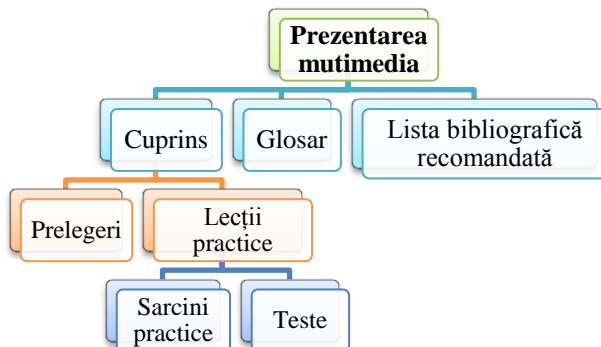 Prezentarea
mutimedia
Cuprins
Glosar
Lista bibliografică
recomandată
Prelegeri
Lecții
practice
Sarcini
practice
Teste